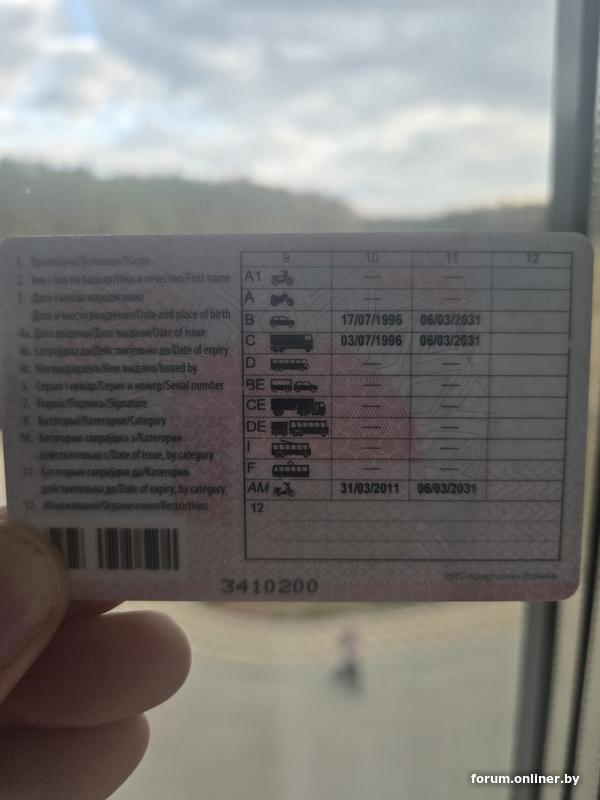 9 10 11 12
1. Прозвішча/Фамилия/Name
2. Імя і імя по бацьку/Имя и отчество/First name
3. Дата і месца нараджэння/
Дата и место рождения/Date and place of birth
4a. Дата выдачы/Дата выдачи/Date of issue
4b. Сапраўдна да/Действительно до/Date of expiry
4c. Кім выдадзена/Кем выдано/Issued by
5. Серыя і нумар/Серия и номер/Serial number
7. Подпіс/Подпись/Signature
9. Катэгорыі/Категории/Category
10. Катэгорыя сапраўдна з/Категория
действительна с/Date of issue, by category
11. Катэгорыя сапраўдна да/Категория
действительна до/Date of expiry, by category
12. Абмежаванні/Ограничения/Restrictions
A1 — —
A — —
B 17/07/1996 06/03/2031
C 03/07/1996 06/03/2031
D — —
BE — —
CE — —
DE — —
I — —
F — —
AM 31/03/2011 06/03/2031
12
3410200
forum.onliner.by